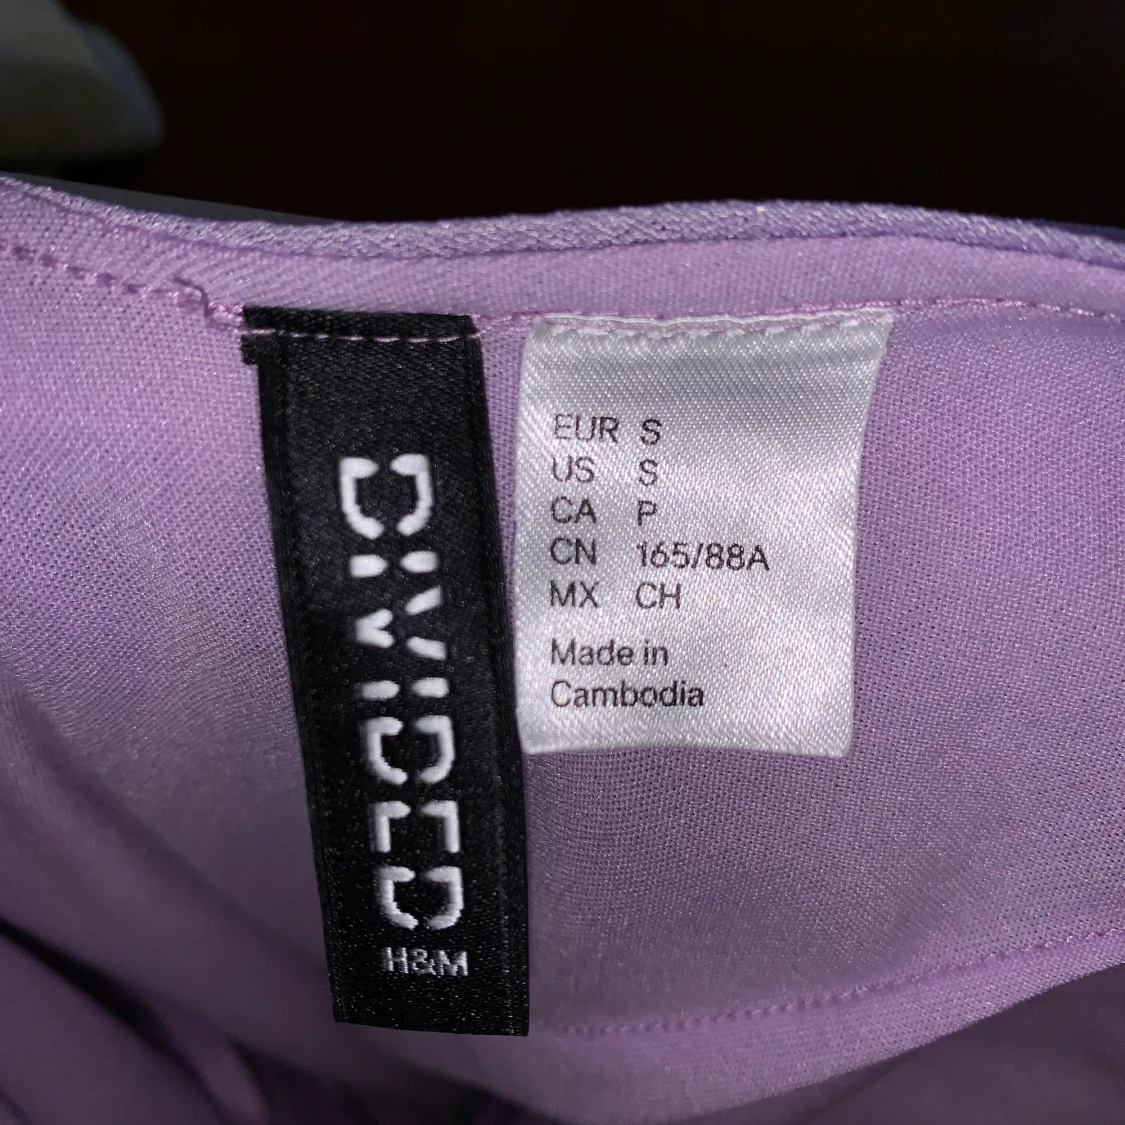 DIVIDED
H&M
EUR S
US S
CA P
CN 165/88A
MX CH
Made in
Cambodia